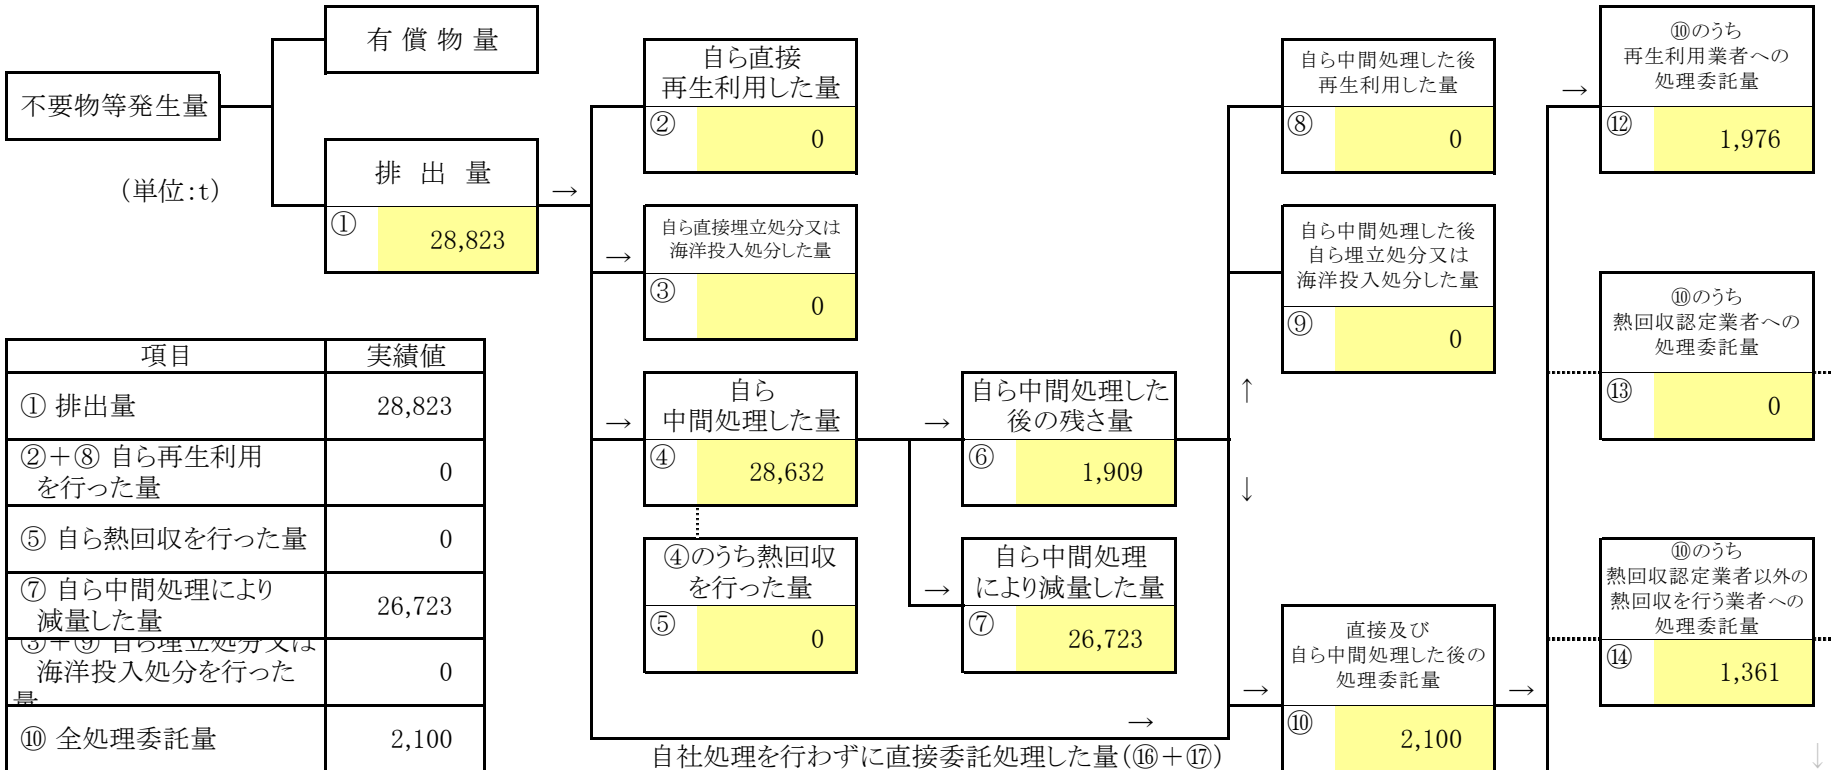 有 償 物 量
不要物等発生量
(単位:t)
排 出 量
→
①
28,823
自ら直接
再生利用した量
②
0
→
自ら直接埋立処分又は
海洋投入処分した量
③
0
→
自ら
中間処理した量
④
28,632
④のうち熱回収
を行った量
⑤
0
→
自ら中間処理した
後の残さ量
⑥
1,909
→
自ら中間処理
により減量した量
⑦
26,723
自ら中間処理した後
再生利用した量
⑧
0
自ら中間処理した後
自ら埋立処分又は
海洋投入処分した量
⑨
0
↑
↓
→
直接及び
自ら中間処理した後の
処理委託量
⑩
2,100
→
→
自社処理を行わずに直接委託処理した量(⑯+⑰)
→
⑩のうち
再生利用業者への
処理委託量
⑫
1,976
⑩のうち
熱回収認定業者への
処理委託量
⑬
0
⑩のうち
熱回収認定業者以外の
熱回収を行う業者への
処理委託量
⑭
1,361
↓
項目 実績値
① 排出量 28,823
②+⑧ 自ら再生利用
を行った量 0
⑤ 自ら熱回収を行った量 0
⑦ 自ら中間処理により
減量した量 26,723
③+⑨ 自ら埋立処分又は
海洋投入処分を行った 0
量
⑩ 全処理委託量 2,100